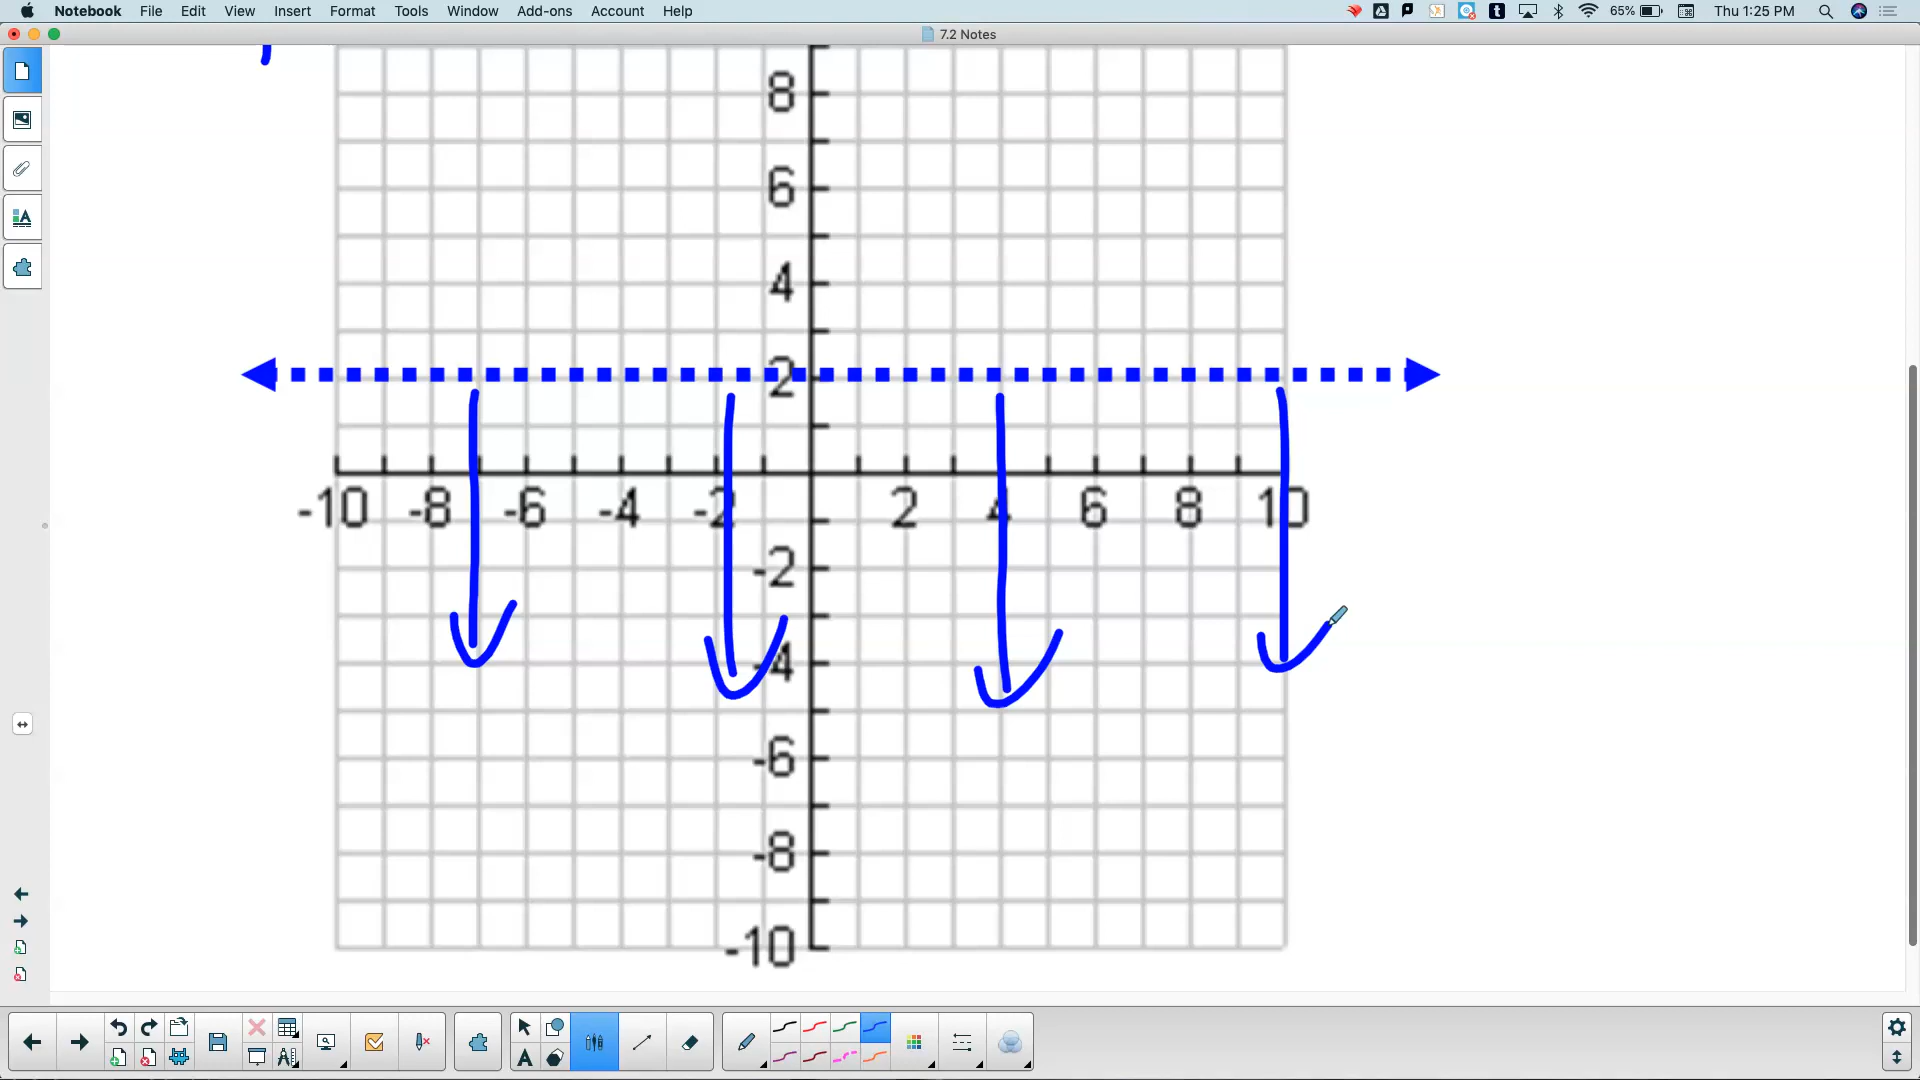 Notebook File Edit View Insert Format Tools Window Add-ons Account Help 65% Thu 1:25 PM
7.2 Notes
8
6
4
2
-10 -8 -6 -4 -2 2 4 6 8 10
-2
-4
-6
-8
-10
A